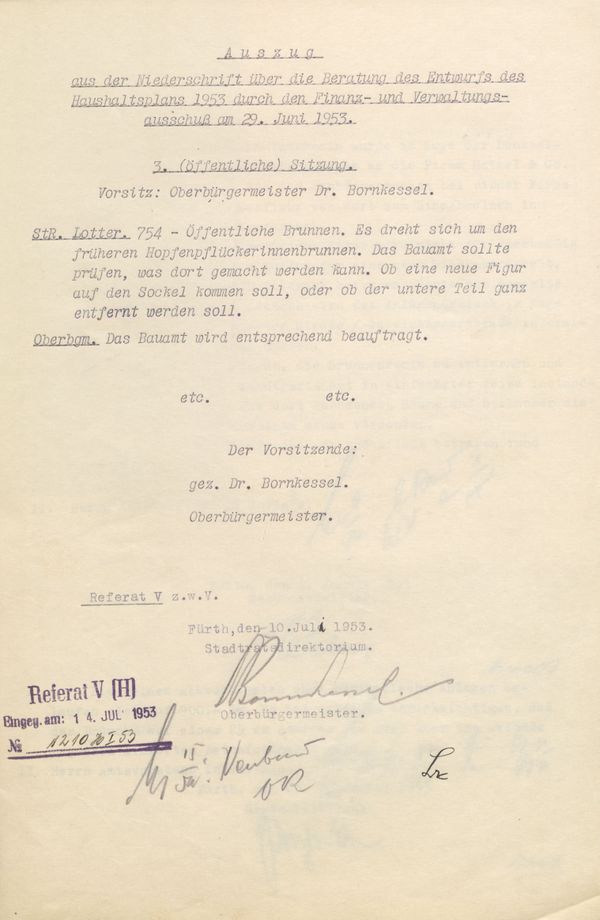 Auszug
aus der Niederschrift über die Beratung des Entwurfs des
Haushaltsplans 1953 durch den Finanz- und Verwaltungs-
ausschuß am 29. Juni 1953.
3. (öffentliche) Sitzung.
Vorsitz: Oberbürgermeister Dr. Bornkessel.
StR. Lotter. 754 - Öffentliche Brunnen. Es dreht sich um den
früheren Hopfenpflückerinnenbrunnen. Das Bauamt sollte
prüfen, was dort gemacht werden kann. Ob eine neue Figur
auf den Sockel kommen soll, oder ob der untere Teil ganz
entfernt werden soll.
Oberbgm. Das Bauamt wird entsprechend beauftragt.
etc. etc.
Der Vorsitzende:
gez. Dr. Bornkessel.
Oberbürgermeister.
Referat V z.w.V.
Fürth, den 10. Juli 1953.
Stadtratsdirektorium.
Bornkessel.
Oberbürgermeister.
Referat V (H)
Eingeg. am: 14. JULI 1953
№